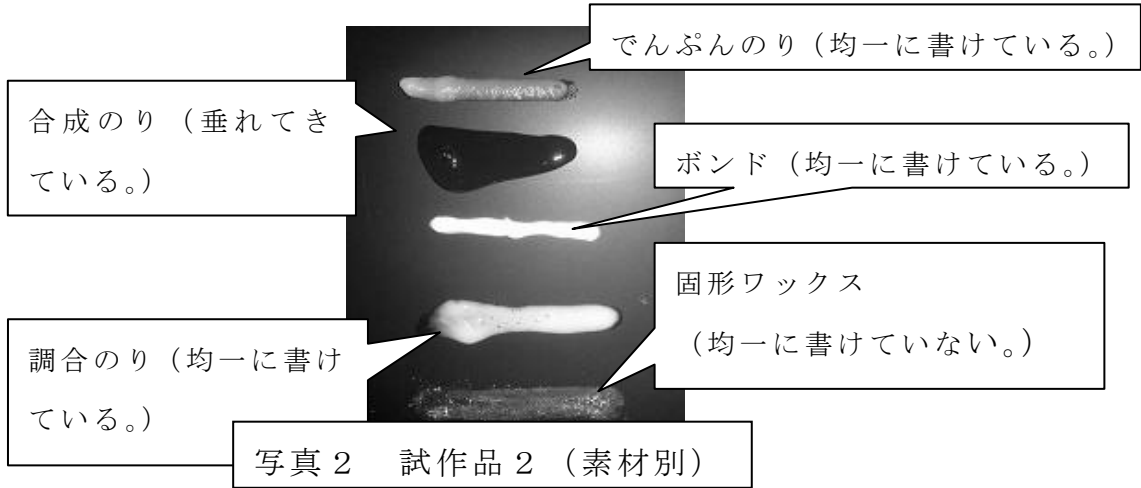 でんぷんのり（均一に書けている。）
合成のり（垂れてき
ている。）
ボンド（均一に書けている。）
固形ワックス
（均一に書けていない。）
調合のり（均一に書け
ている。）
写真２　試作品２（素材別）